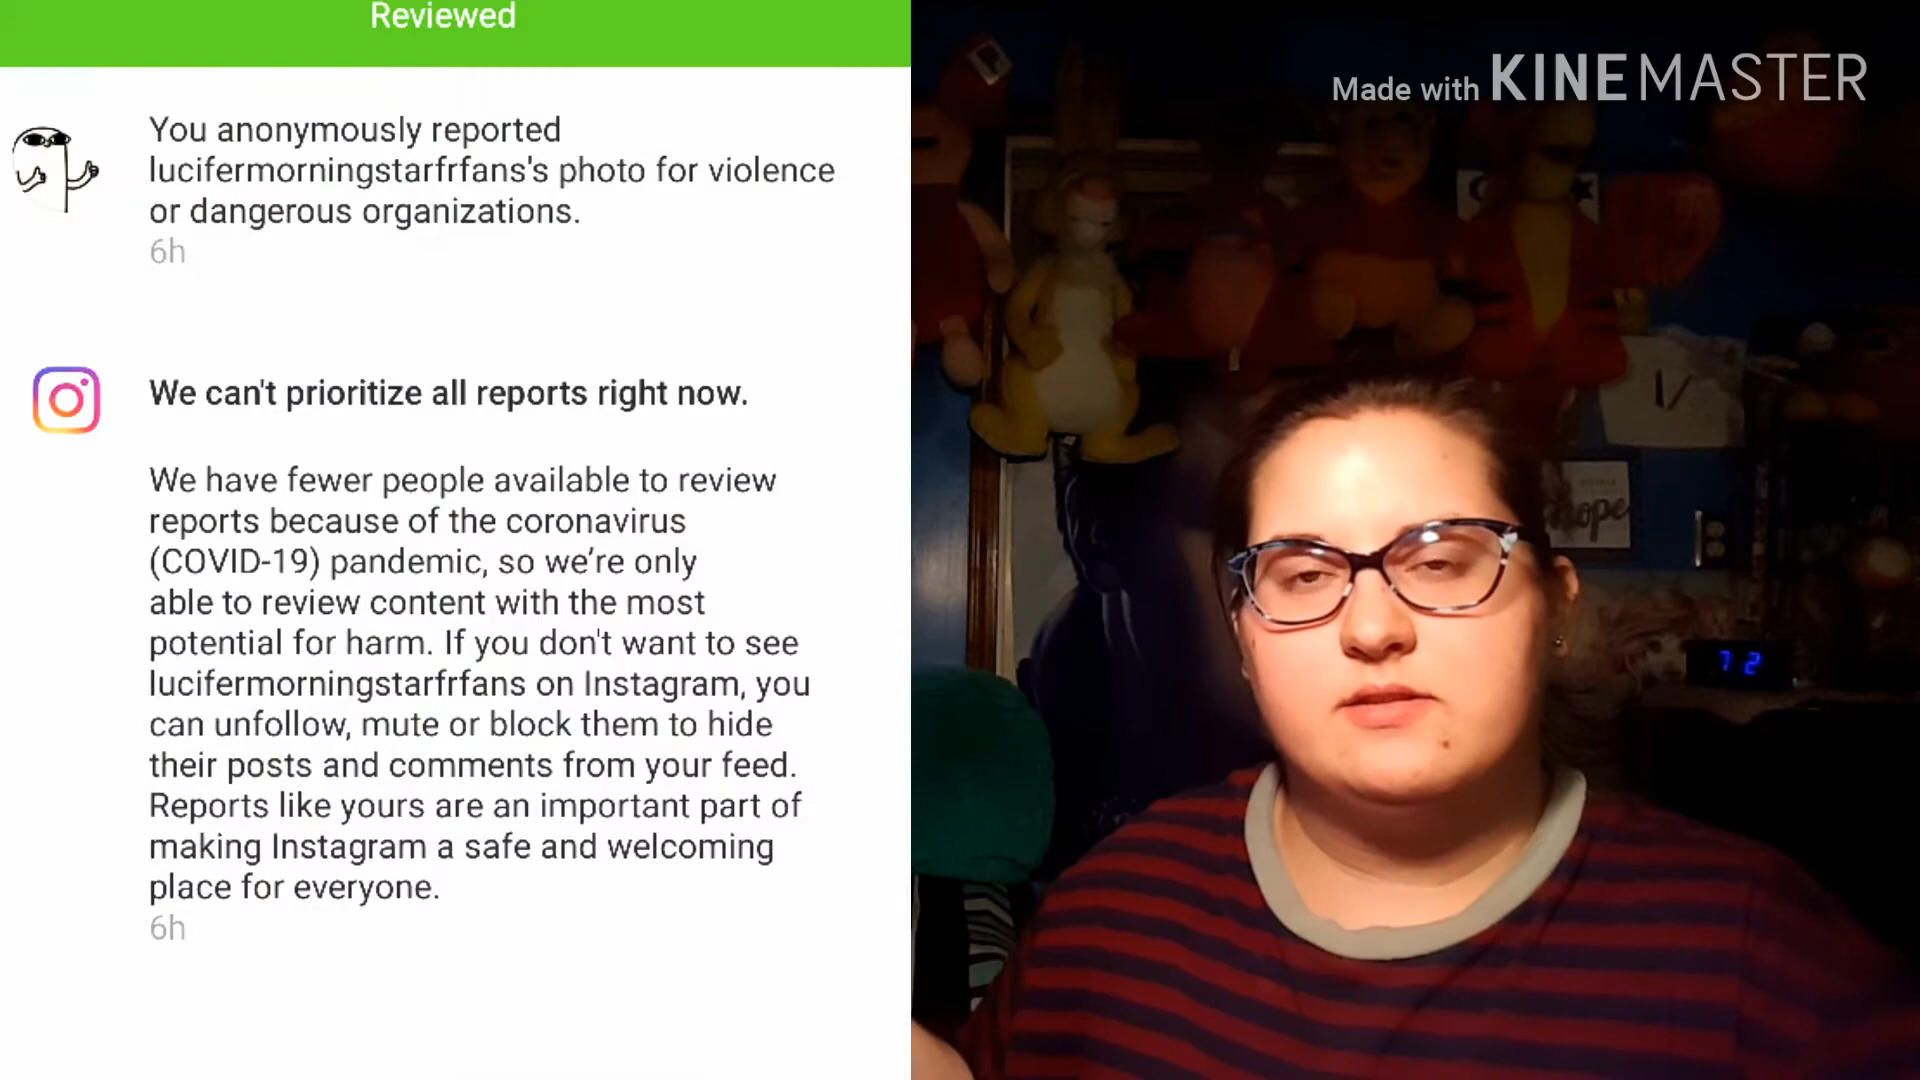 Reviewed
You anonymously reported
lucifermorningstarfrfans's photo for violence
or dangerous organizations.
6h
We can't prioritize all reports right now.
We have fewer people available to review
reports because of the coronavirus
(COVID-19) pandemic, so we’re only
able to review content with the most
potential for harm. If you don't want to see
lucifermorningstarfrfans on Instagram, you
can unfollow, mute or block them to hide
their posts and comments from your feed.
Reports like yours are an important part of
making Instagram a safe and welcoming
place for everyone.
6h
Made with KINEMASTER
hope
7 2